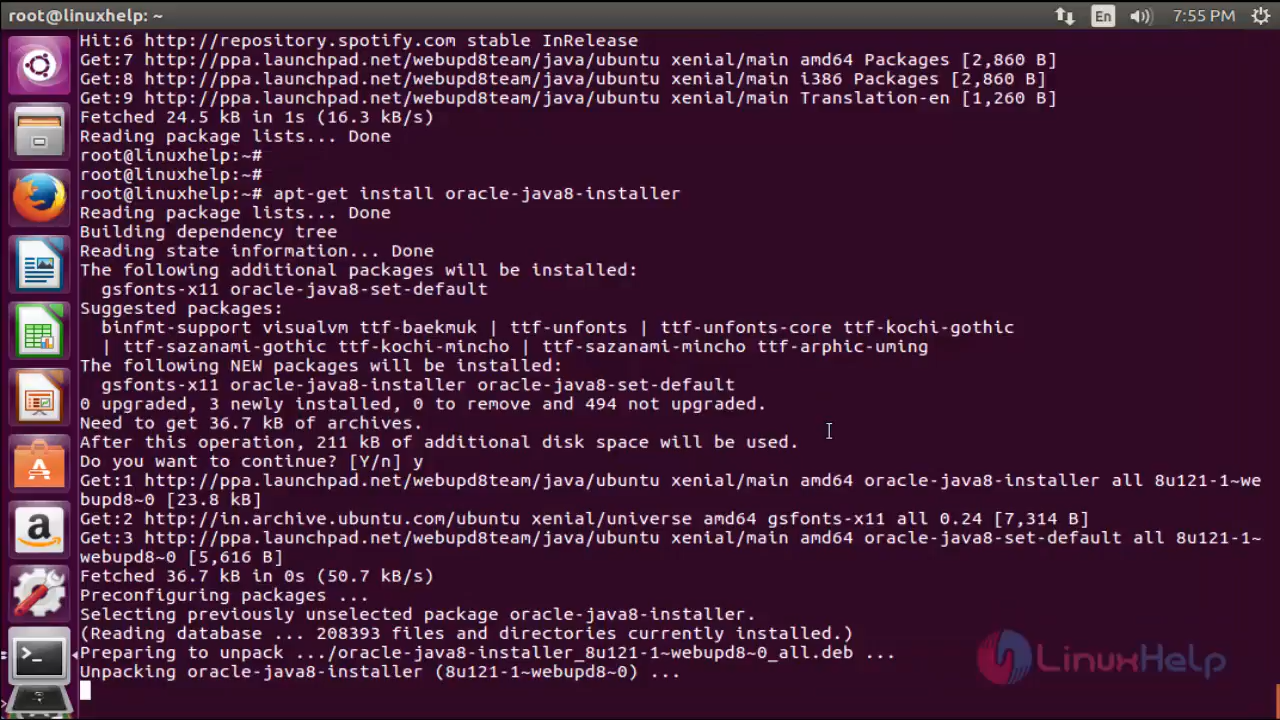 root@linuxhelp: ~
En
7:55 PM
Hit:6 http://repository.spotify.com stable InRelease
Get:7 http://ppa.launchpad.net/webupd8team/java/ubuntu xenial/main amd64 Packages [2,860 B]
Get:8 http://ppa.launchpad.net/webupd8team/java/ubuntu xenial/main i386 Packages [2,860 B]
Get:9 http://ppa.launchpad.net/webupd8team/java/ubuntu xenial/main Translation-en [1,260 B]
Fetched 24.5 kB in 1s (16.3 kB/s)
Reading package lists... Done
root@linuxhelp:~#
root@linuxhelp:~#
root@linuxhelp:~# apt-get install oracle-java8-installer
Reading package lists... Done
Building dependency tree
Reading state information... Done
The following additional packages will be installed:
  gsfonts-x11 oracle-java8-set-default
Suggested packages:
  binfmt-support visualvm ttf-baekmuk | ttf-unfonts | ttf-unfonts-core ttf-kochi-gothic
  | ttf-sazanami-gothic ttf-kochi-mincho | ttf-sazanami-mincho ttf-arphic-uming
The following NEW packages will be installed:
  gsfonts-x11 oracle-java8-installer oracle-java8-set-default
0 upgraded, 3 newly installed, 0 to remove and 494 not upgraded.
Need to get 36.7 kB of archives.
After this operation, 211 kB of additional disk space will be used.
Do you want to continue? [Y/n] y
Get:1 http://ppa.launchpad.net/webupd8team/java/ubuntu xenial/main amd64 oracle-java8-installer all 8u121-1~we
bupd8~0 [23.8 kB]
Get:2 http://in.archive.ubuntu.com/ubuntu xenial/universe amd64 gsfonts-x11 all 0.24 [7,314 B]
Get:3 http://ppa.launchpad.net/webupd8team/java/ubuntu xenial/main amd64 oracle-java8-set-default all 8u121-1~
webupd8~0 [5,616 B]
Fetched 36.7 kB in 0s (50.7 kB/s)
Preconfiguring packages ...
Selecting previously unselected package oracle-java8-installer.
(Reading database ... 208393 files and directories currently installed.)
Preparing to unpack .../oracle-java8-installer_8u121-1~webupd8~0_all.deb ...
Unpacking oracle-java8-installer (8u121-1~webupd8~0) ...
LinuxHelp